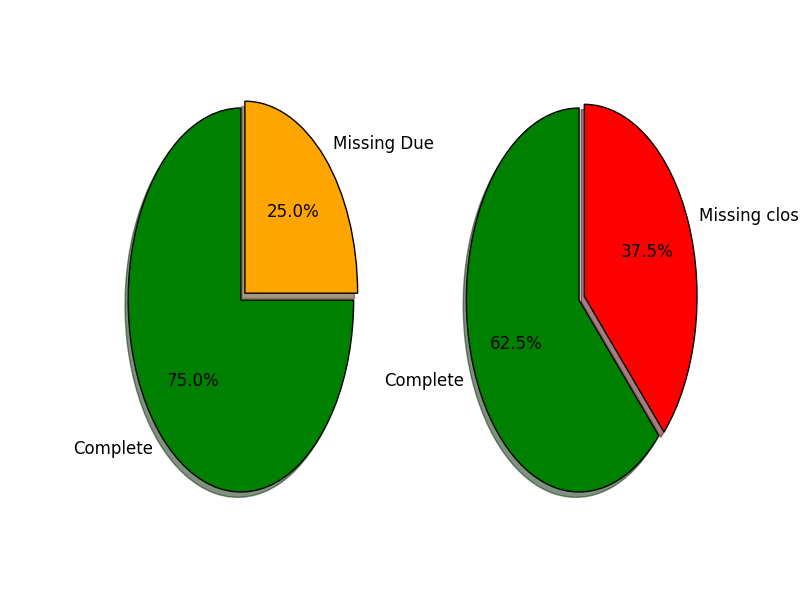 Missing Due
25.0%
75.0%
Complete
Missing clos
37.5%
62.5%
Complete